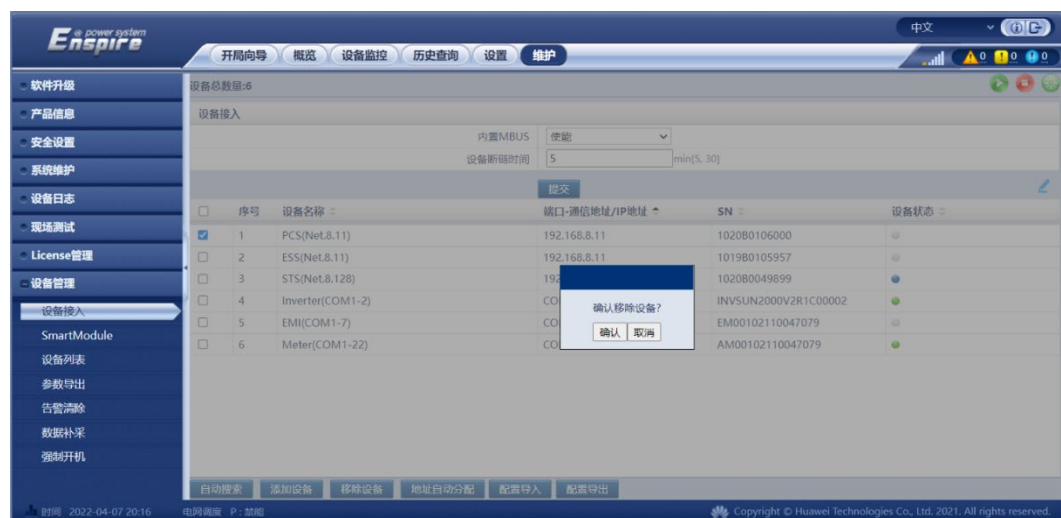 e power system
Enspire
中文
开局向导 概览 设备监控 历史查询 设置 维护
0 0 0
软件升级
产品信息
安全设置
系统维护
设备日志
现场测试
License管理
设备管理
设备接入
SmartModule
设备列表
参数导出
告警清除
数据补采
强制开机
设备总数量:6
设备接入
内置MBUS 使能
设备断链时间 5 min[5, 30]
提交
序号 设备名称 端口-通信地址/IP地址 SN 设备状态
1 PCS(Net.8.11) 192.168.8.11 1020B0106000
2 ESS(Net.8.11) 192.168.8.11 1019B0105957
3 STS(Net.8.128) 192 1020B0049899
4 Inverter(COM1-2) CO INVSUN2000V2R1C00002
5 EMI(COM1-7) CO EM00102110047079
6 Meter(COM1-22) CO AM00102110047079
确认移除设备?
确认 取消
自动搜索 添加设备 移除设备 地址自动分配 配置导入 配置导出
时间 2022-04-07 20:16 电网调度 P : 禁能 Copyright © Huawei Technologies Co., Ltd. 2021. All rights reserved.